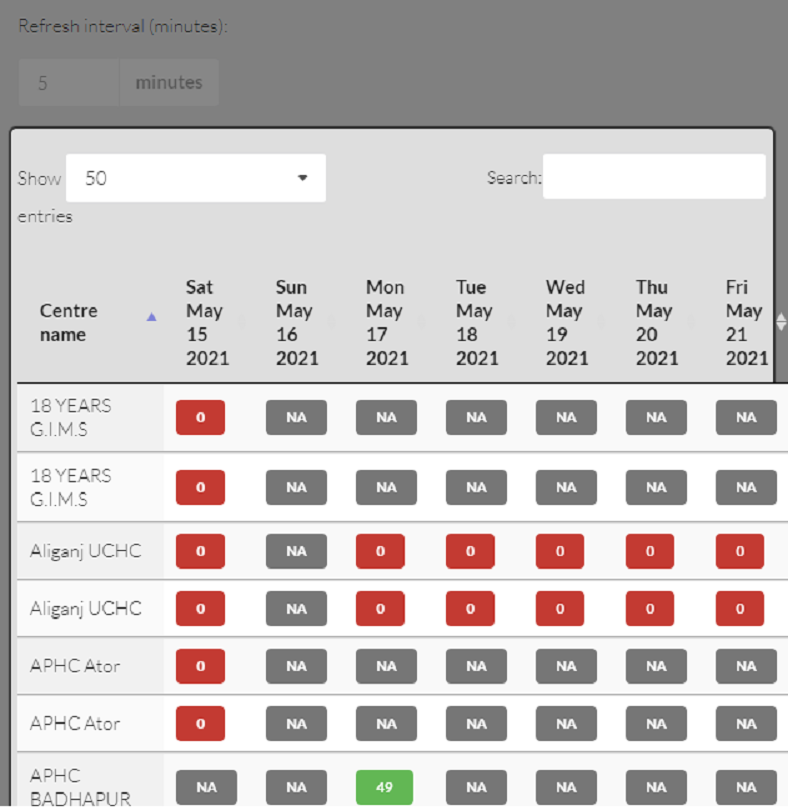 Refresh interval (minutes):
5 minutes
Show 50 Search:
entries
Centre name Sat May 15 2021 Sun May 16 2021 Mon May 17 2021 Tue May 18 2021 Wed May 19 2021 Thu May 20 2021 Fri May 21 2021
18 YEARS
G.I.M.S 0 NA NA NA NA NA NA
18 YEARS
G.I.M.S 0 NA NA NA NA NA NA
Aliganj UCHC 0 NA 0 0 0 0 0
Aliganj UCHC 0 NA 0 0 0 0 0
APHC Ator 0 NA NA NA NA NA NA
APHC Ator 0 NA NA NA NA NA NA
APHC
BADHAPUR NA NA 49 NA NA NA NA